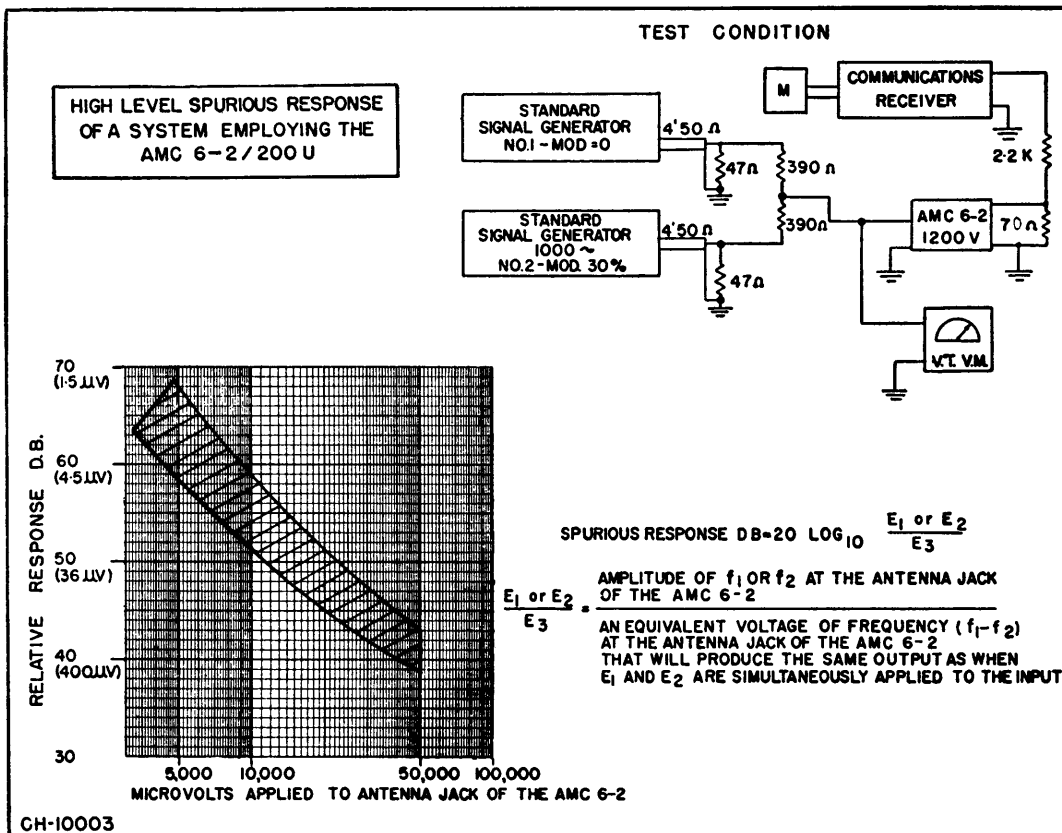 TEST CONDITION
HIGH LEVEL SPURIOUS RESPONSE
OF A SYSTEM EMPLOYING THE
AMC 6-2/200 U
STANDARD
SIGNAL GENERATOR
NO.1-MOD=0
4'50 Ω
47Ω
390 Ω
M
COMMUNICATIONS
RECEIVER
2.2 K
STANDARD
SIGNAL GENERATOR
1000 ~
NO.2-MOD. 30%
4'50 Ω
47Ω
390Ω
AMC 6-2
1200 V
70Ω
V.T. V.M.
RELATIVE RESPONSE D.B.
70
(1.5 µV)
60
(4.5 µV)
50
(36 µV)
40
(400 µV)
30
5,000
10,000
50,000
100,000
MICROVOLTS APPLIED TO ANTENNA JACK OF THE AMC 6-2
SPURIOUS RESPONSE DB=20 LOG10 E1 or E2 / E3
E1 or E2 / E3 =
AMPLITUDE OF f1 OR f2 AT THE ANTENNA JACK
OF THE AMC 6-2
AN EQUIVALENT VOLTAGE OF FREQUENCY (f1-f2)
AT THE ANTENNA JACK OF THE AMC 6-2
THAT WILL PRODUCE THE SAME OUTPUT AS WHEN
E1 AND E2 ARE SIMULTANEOUSLY APPLIED TO THE INPUT
CH-10003